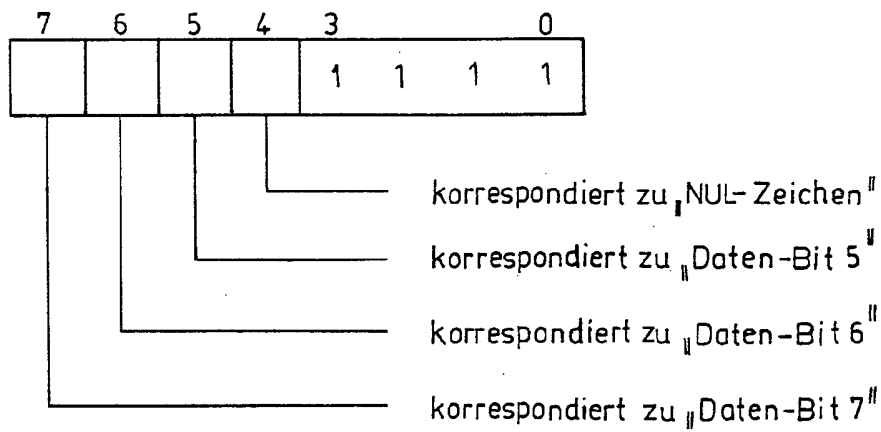 7 6 5 4 3 0
1 1 1 1
korrespondiert zu „NUL-Zeichen"
korrespondiert zu „Daten-Bit 5"
korrespondiert zu „Daten-Bit 6"
korrespondiert zu „Daten-Bit 7"